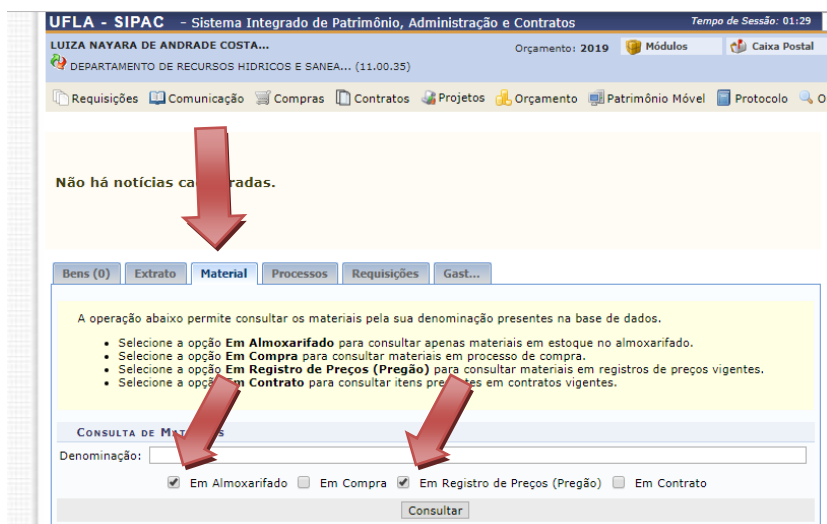 UFLA - SIPAC - Sistema Integrado de Patrimônio, Administração e Contratos Tempo de Sessão: 01:29
LUIZA NAYARA DE ANDRADE COSTA... Orçamento: 2019 Módulos Caixa Postal
DEPARTAMENTO DE RECURSOS HIDRICOS E SANEA... (11.00.35)
Requisições Comunicação Compras Contratos Projetos Orçamento Patrimônio Móvel Protocolo O
Não há notícias
Bens (0) Extrato Material Processos Requisições Gast...
A operação abaixo permite consultar os materiais pela sua denominação presentes na base de dados.
• Selecione a opção Em Almoxarifado para consultar apenas materiais em estoque no almoxarifado.
• Selecione a opção Em Compra para consultar materiais em processo de compra.
• Selecione a opção Em Registro de Preços (Pregão) para consultar materiais em registros de preços vigentes.
• Selecione a opção Em Contrato para consultar itens presentes em contratos vigentes.
CONSULTA DE
Denominação:
Em Almoxarifado Em Compra Em Registro de Preços (Pregão) Em Contrato
Consultar